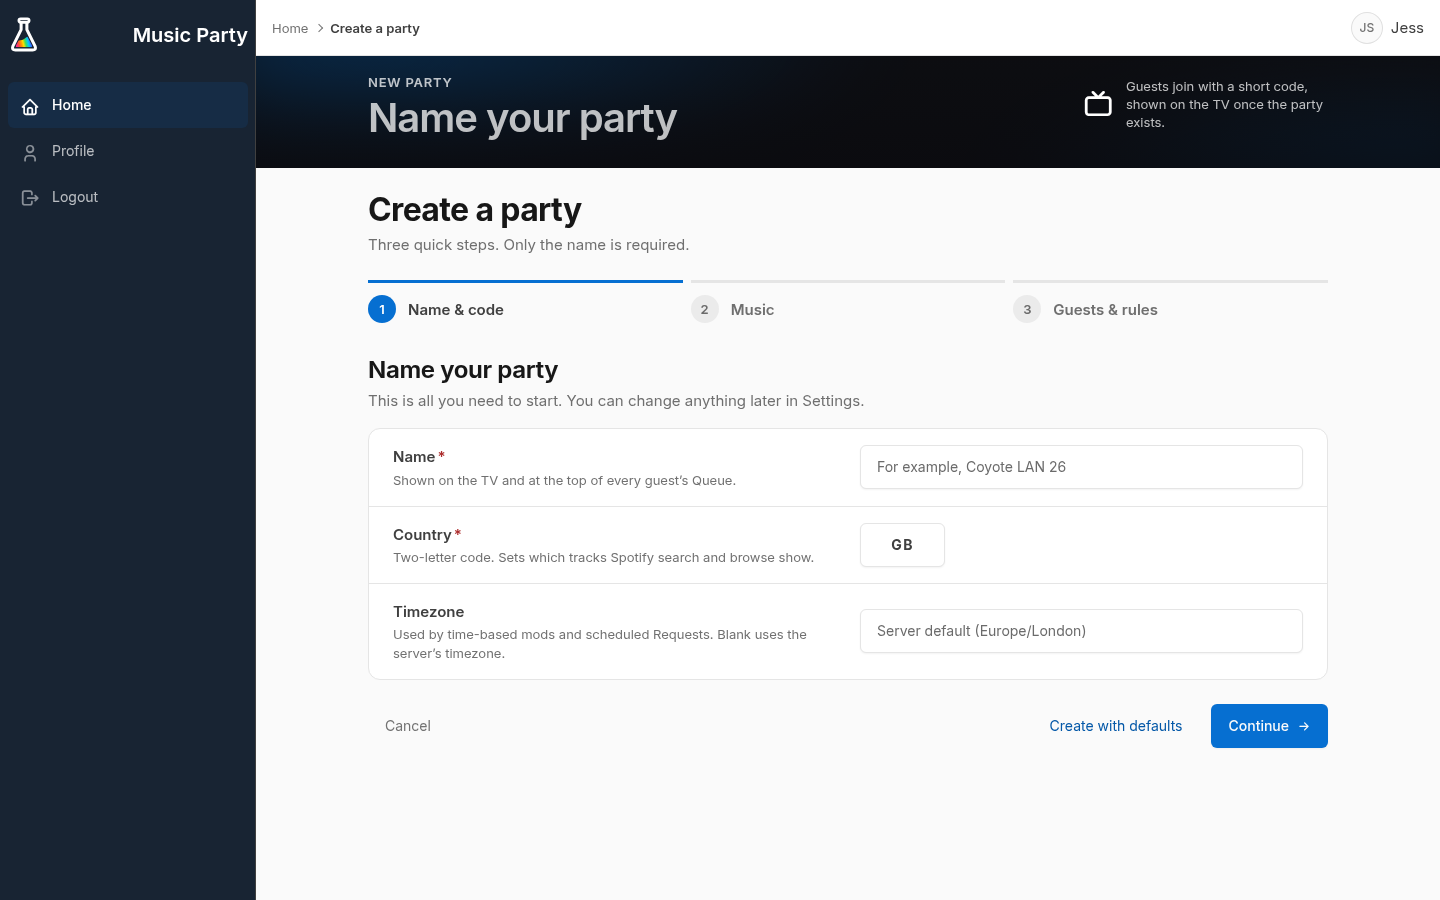 Music Party
Home
Profile
Logout
Home
Create a party
JS
Jess
NEW PARTY
Name your party
Guests join with a short code,
shown on the TV once the party
exists.
Create a party
Three quick steps. Only the name is required.
1
Name & code
2
Music
3
Guests & rules
Name your party
This is all you need to start. You can change anything later in Settings.
Name *
Shown on the TV and at the top of every guest’s Queue.
For example, Coyote LAN 26
Country *
Two-letter code. Sets which tracks Spotify search and browse show.
GB
Timezone
Used by time-based mods and scheduled Requests. Blank uses the
server’s timezone.
Server default (Europe/London)
Cancel
Create with defaults
Continue →